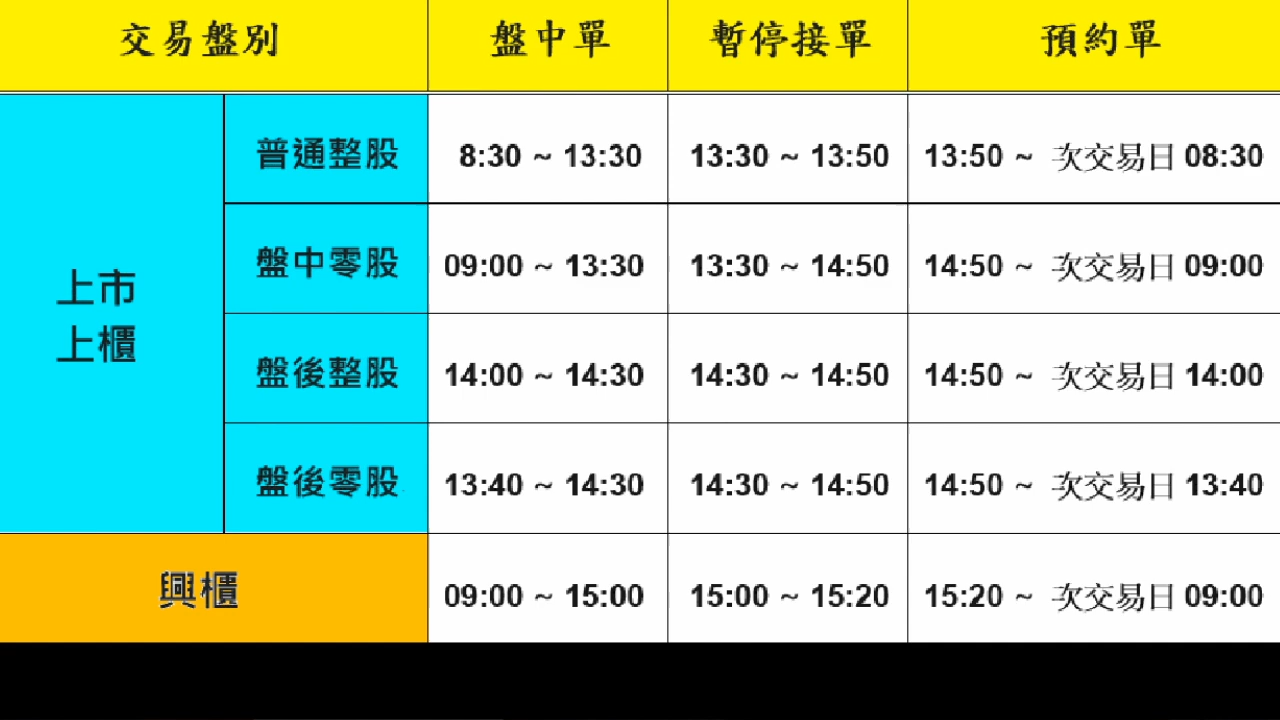 交易盤別 盤中單 暫停接單 預約單
普通整股 8:30 ~ 13:30 13:30 ~ 13:50 13:50 ~ 次交易日 08:30
盤中零股 09:00 ~ 13:30 13:30 ~ 14:50 14:50 ~ 次交易日 09:00
上市
上櫃
盤後整股 14:00 ~ 14:30 14:30 ~ 14:50 14:50 ~ 次交易日 14:00
盤後零股 13:40 ~ 14:30 14:30 ~ 14:50 14:50 ~ 次交易日 13:40
興櫃 09:00 ~ 15:00 15:00 ~ 15:20 15:20 ~ 次交易日 09:00